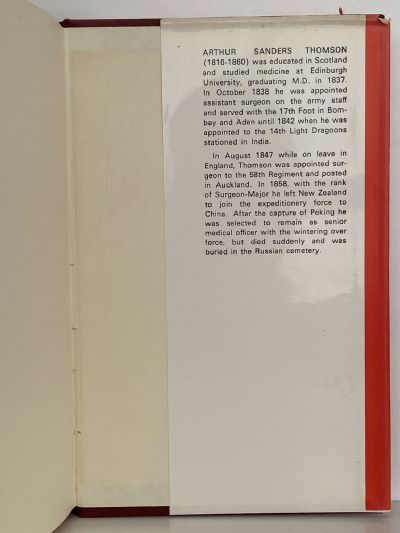 ARTHUR SANDERS THOMSON
(1816-1860) was educated in Scotland
and studied medicine at Edinburgh
University, graduating M.D. in 1837.
In October 1838 he was appointed
assistant surgeon on the army staff
and served with the 17th Foot in Bom-
bay and Aden until 1842 when he was
appointed to the 14th Light Dragoons
stationed in India.
In August 1847 while on leave in
England, Thomson was appointed sur-
geon to the 58th Regiment and posted
in Auckland. In 1858, with the rank
of Surgeon-Major he left New Zealand
to join the expeditionery force to
China. After the capture of Peking he
was selected to remain as senior
medical officer with the wintering over
force, but died suddenly and was
buried in the Russian cemetery.